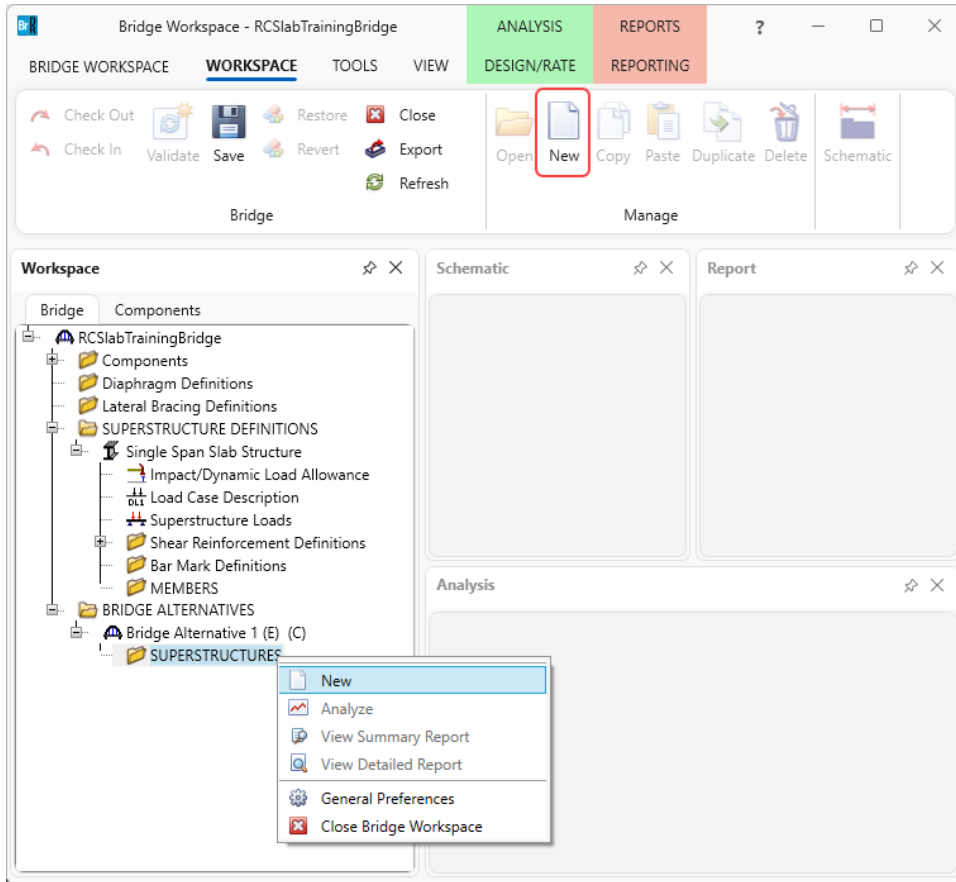 Br
Bridge Workspace - RCSlabTrainingBridge
ANALYSIS
REPORTS
?
BRIDGE WORKSPACE
WORKSPACE
TOOLS
VIEW
DESIGN/RATE
REPORTING
Check Out
Check In
Validate
Save
Restore
Revert
Close
Export
Refresh
Bridge
Open
New
Copy
Paste
Duplicate
Delete
Schematic
Manage
Workspace
Bridge
Components
RCSlabTrainingBridge
Components
Diaphragm Definitions
Lateral Bracing Definitions
SUPERSTRUCTURE DEFINITIONS
Single Span Slab Structure
Impact/Dynamic Load Allowance
DL1 Load Case Description
Superstructure Loads
Shear Reinforcement Definitions
Bar Mark Definitions
MEMBERS
BRIDGE ALTERNATIVES
Bridge Alternative 1 (E) (C)
SUPERSTRUCTURES
New
Analyze
View Summary Report
View Detailed Report
General Preferences
Close Bridge Workspace
Schematic
Report
Analysis